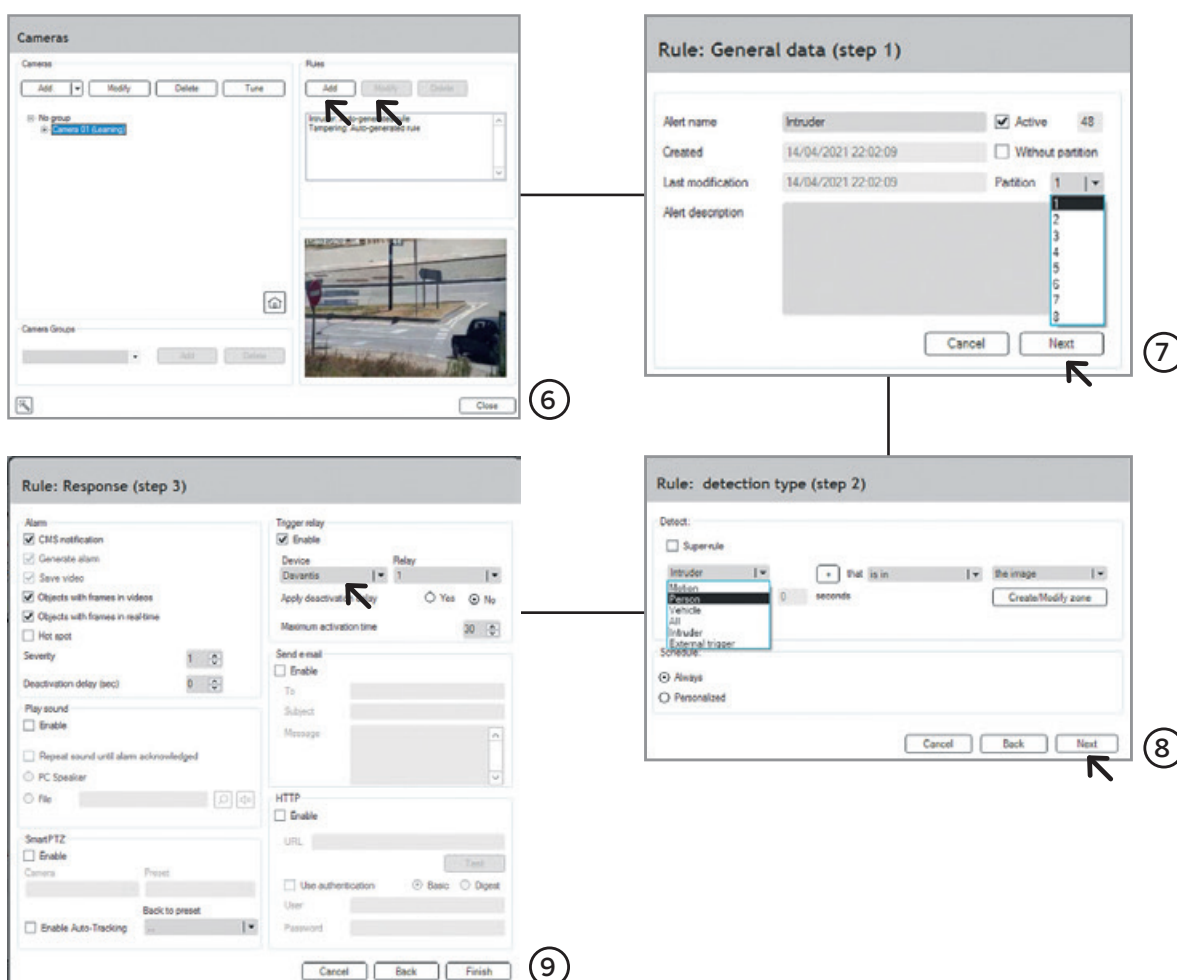 Cameras
Cameras
Add Modify Delete Tune
No group
Camera 01 (Learning)
Camera Groups
Add Delete
Rules
Add Modify Delete
Intruder: Auto-generated rule
Tampering: Auto-generated rule
Close
6
Rule: General data (step 1)
Alert name Intruder Active 48
Created 14/04/2021 22:02:09 Without partition
Last modification 14/04/2021 22:02:09 Partition 1
Alert description
1
2
3
4
5
6
7
8
Cancel Next
7
Rule: detection type (step 2)
Detect:
Super-rule
Intruder + that is in the image
Motion
Person
Vehicle
All
Intruder
External trigger
0 seconds Create/Modify zone
Schedule:
Always
Personalized
Cancel Back Next
8
Rule: Response (step 3)
Alarm
CMS notification
Generate alarm
Save video
Objects with frames in videos
Objects with frames in real-time
Hot spot
Severity 1
Deactivation delay (sec) 0
Play sound
Enable
Repeat sound until alarm acknowledged
PC Speaker
File
SmartPTZ
Enable
Camera Preset
Back to preset
Enable Auto-Tracking ...
Trigger relay
Enable
Device Relay
Davantis 1
Apply deactivation delay Yes No
Maximum activation time 30
Send e-mail
Enable
To
Subject
Message
HTTP
Enable
URL
Test
Use authentication Basic Digest
User
Password
Cancel Back Finish
9